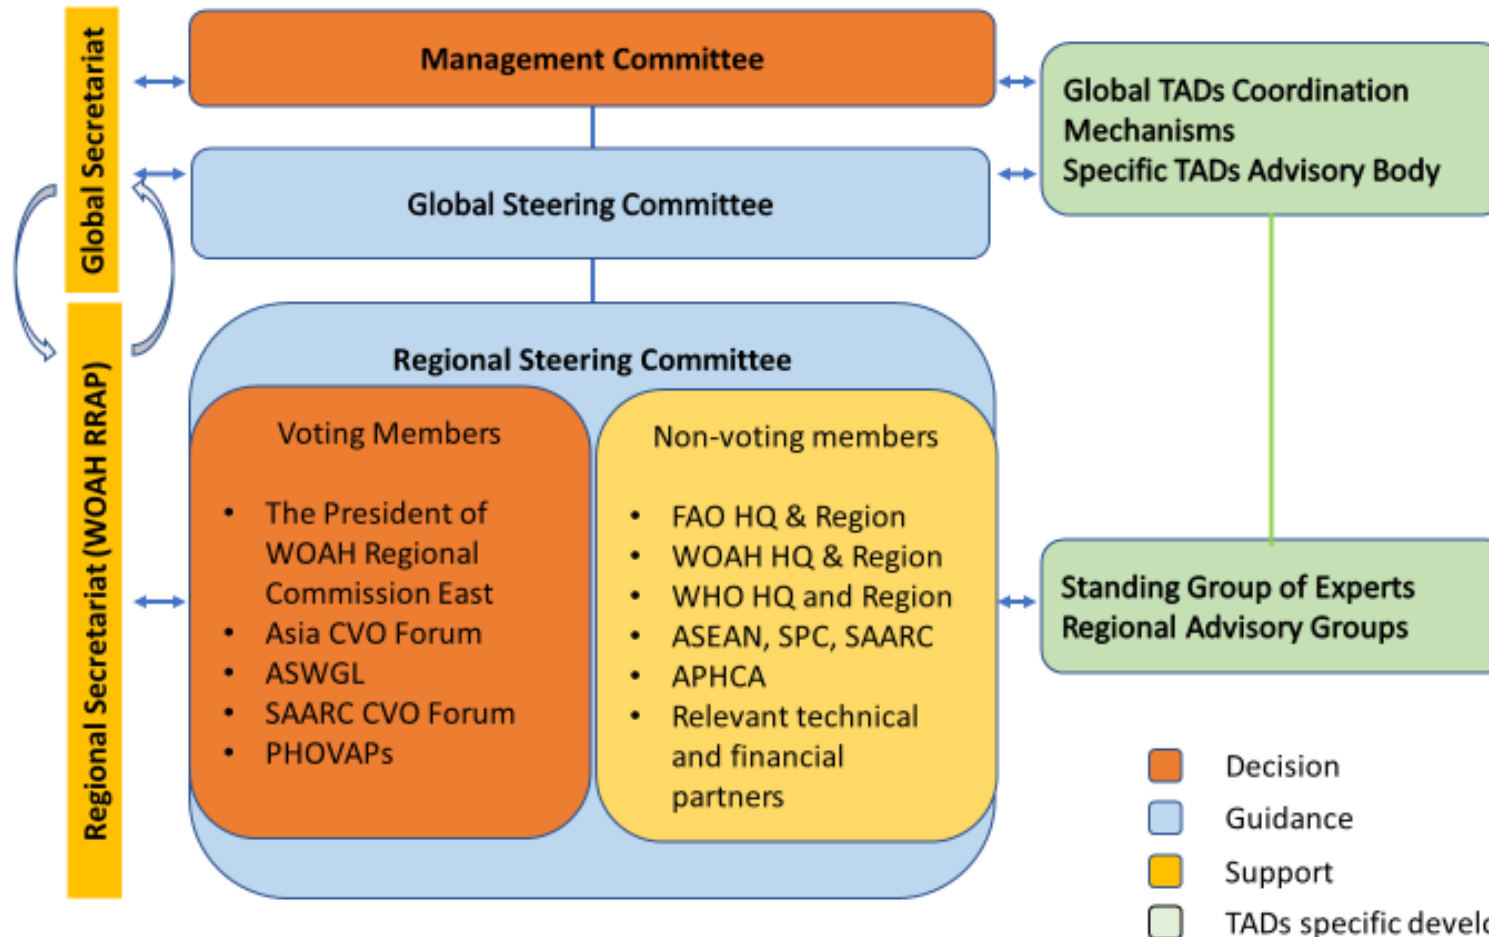 Global Secretariat
Management Committee
Global TADs Coordination
Mechanisms
Specific TADs Advisory Body
Global Steering Committee
Regional Secretariat (WOAH RRAP)
Regional Steering Committee
Voting Members
• The President of
WOAH Regional
Commission East
• Asia CVO Forum
• ASWGL
• SAARC CVO Forum
• PHOVAPs
Non-voting members
• FAO HQ & Region
• WOAH HQ & Region
• WHO HQ and Region
• ASEAN, SPC, SAARC
• APHCA
• Relevant technical
and financial
partners
Standing Group of Experts
Regional Advisory Groups
Decision
Guidance
Support
TADs specific